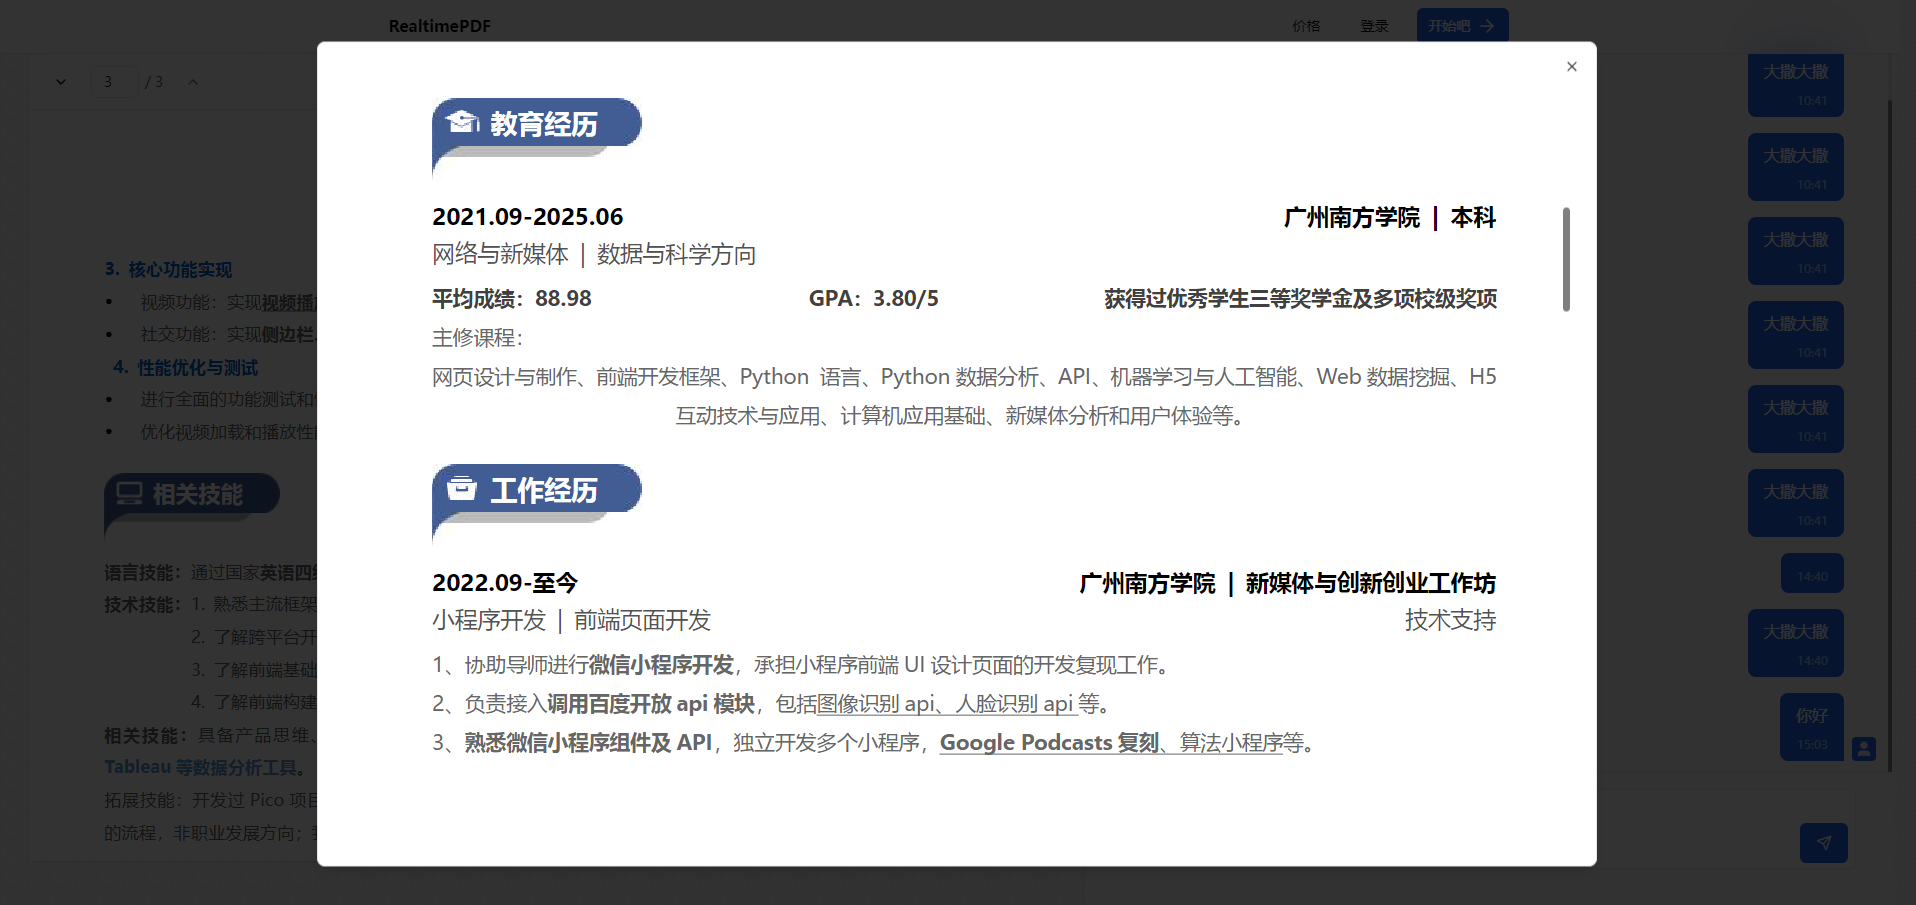 RealtimePDF
价格
登录
开始吧
3
/ 3
教育经历
2021.09-2025.06
广州南方学院 | 本科
网络与新媒体 | 数据与科学方向
平均成绩：88.98
GPA：3.80/5
获得过优秀学生三等奖学金及多项校级奖项
主修课程：
网页设计与制作、前端开发框架、Python 语言、Python 数据分析、API、机器学习与人工智能、Web 数据挖掘、H5
互动技术与应用、计算机应用基础、新媒体分析和用户体验等。
工作经历
2022.09-至今
广州南方学院 | 新媒体与创新创业工作坊
小程序开发 | 前端页面开发
技术支持
1、协助导师进行微信小程序开发，承担小程序前端 UI 设计页面的开发复现工作。
2、负责接入调用百度开放 api 模块，包括图像识别 api、人脸识别 api 等。
3、熟悉微信小程序组件及 API，独立开发多个小程序，Google Podcasts 复刻、算法小程序等。
3. 核心功能实现
• 视频功能：实现视频播
• 社交功能：实现侧边栏
4. 性能优化与测试
• 进行全面的功能测试和
• 优化视频加载和播放性
相关技能
语言技能：通过国家英语四
技术技能：1. 熟悉主流框架
2. 了解跨平台开
3. 了解前端基础
4. 了解前端构建
相关技能：具备产品思维、
Tableau 等数据分析工具。
拓展技能：开发过 Pico 项目
的流程，非职业发展方向；
大撒大撒
10:41
大撒大撒
10:41
大撒大撒
10:41
大撒大撒
10:41
大撒大撒
10:41
大撒大撒
10:41
14:40
大撒大撒
14:40
你好
15:03